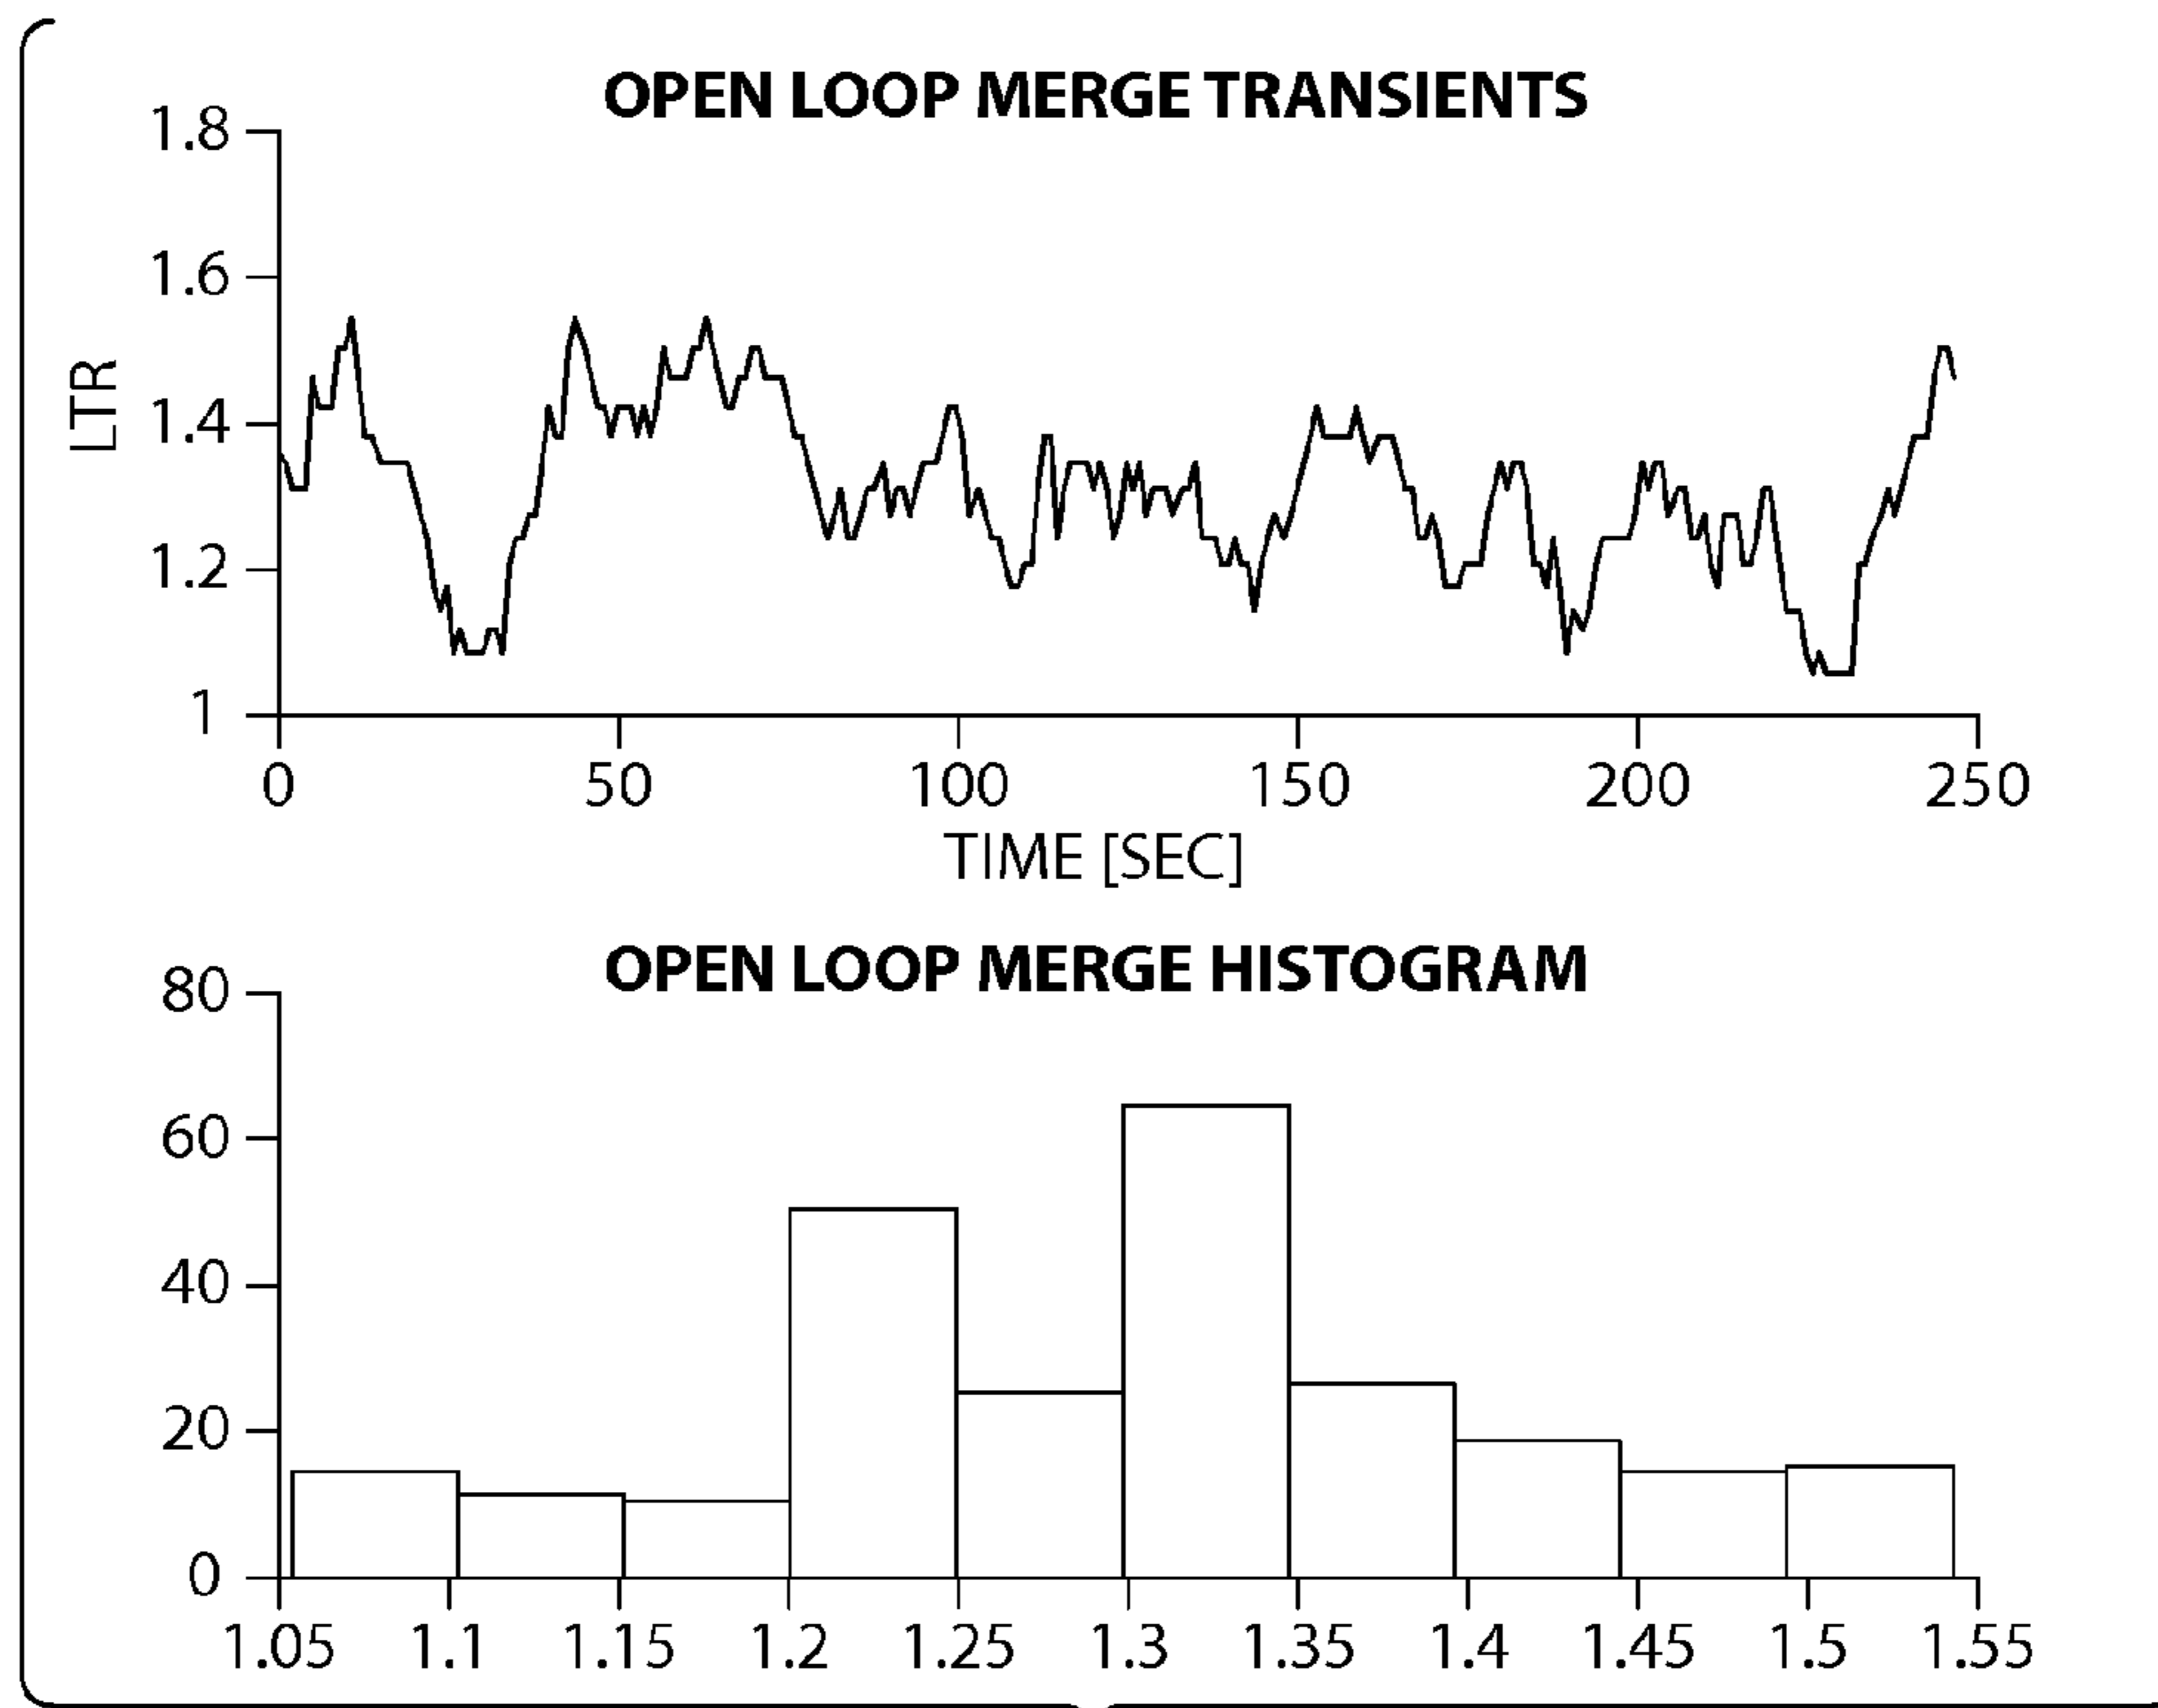 OPEN LOOP MERGE TRANSIENTS
1.8
1.6
1.4
1.2
1
LTR
0 50 100 150 200 250
TIME [SEC]
OPEN LOOP MERGE HISTOGRAM
80
60
40
20
0
1.05 1.1 1.15 1.2 1.25 1.3 1.35 1.4 1.45 1.5 1.55